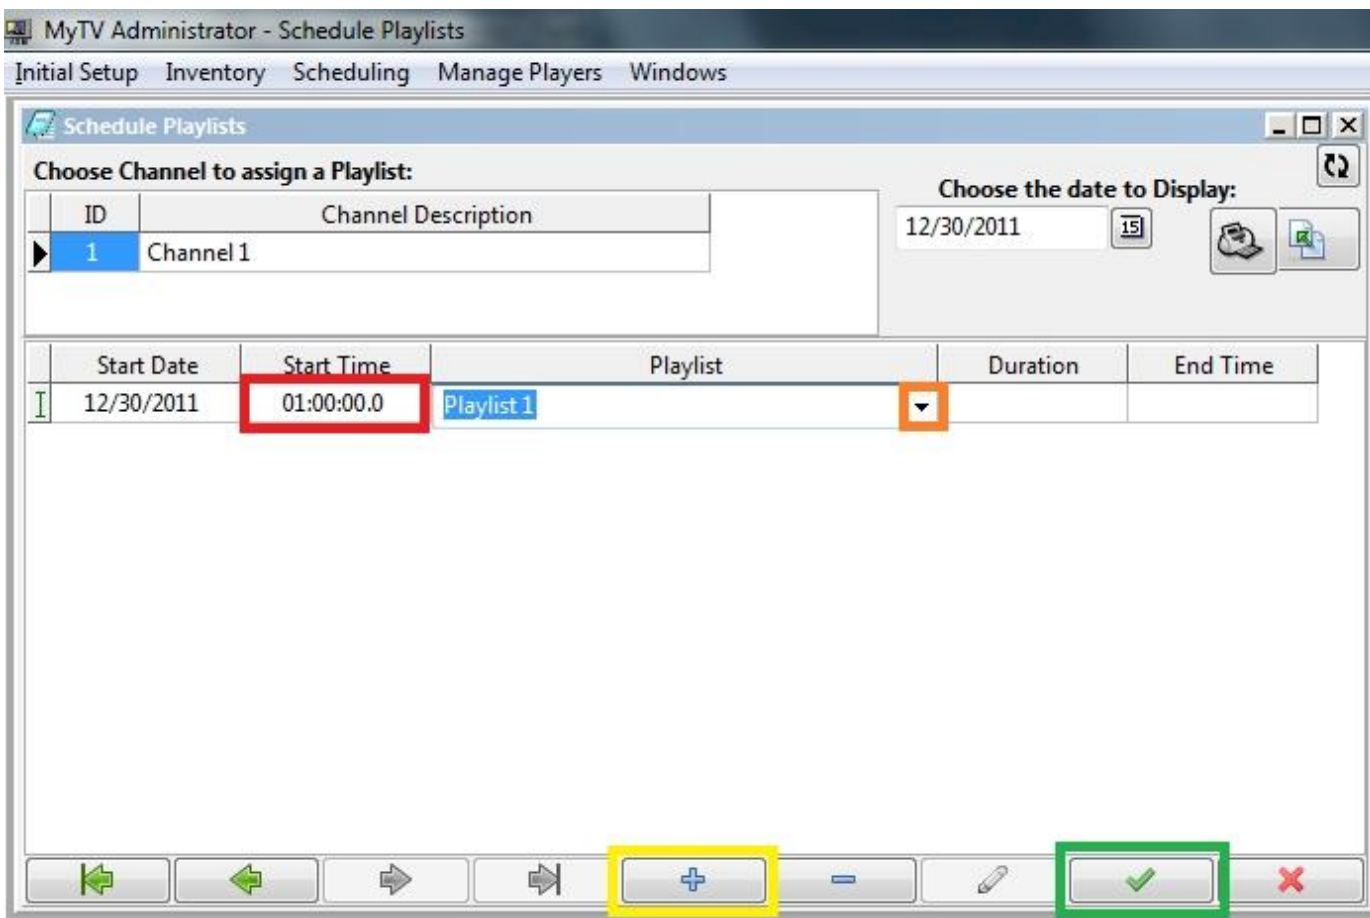 MyTV Administrator - Schedule Playlists
Initial Setup Inventory Scheduling Manage Players Windows
Schedule Playlists
Choose Channel to assign a Playlist:
Choose the date to Display:
ID Channel Description
12/30/2011 15
1 Channel 1
Start Date Start Time Playlist Duration End Time
12/30/2011 01:00:00.0 Playlist 1